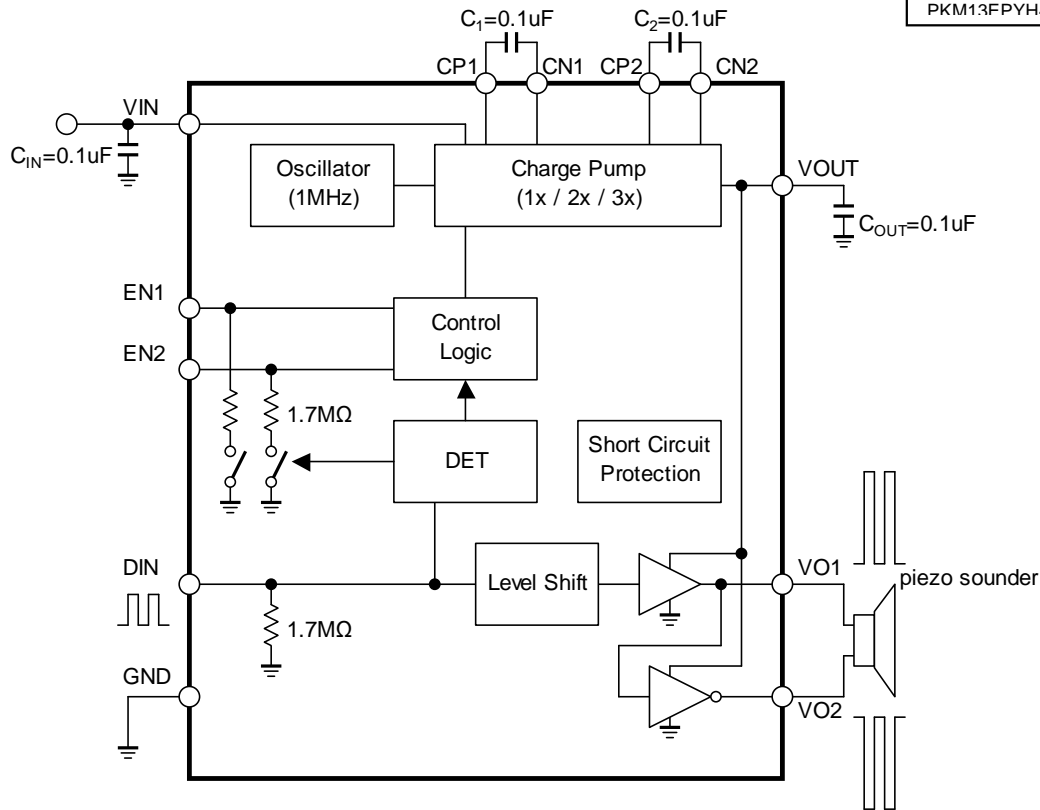 PKM13EPYH
C1=0.1uF
C2=0.1uF
CP1
CN1
CP2
CN2
VIN
CIN=0.1uF
Oscillator
(1MHz)
Charge Pump
(1x / 2x / 3x)
VOUT
COUT=0.1uF
EN1
EN2
Control
Logic
1.7MΩ
DET
Short Circuit
Protection
DIN
Level Shift
VO1
piezo sounder
1.7MΩ
GND
VO2